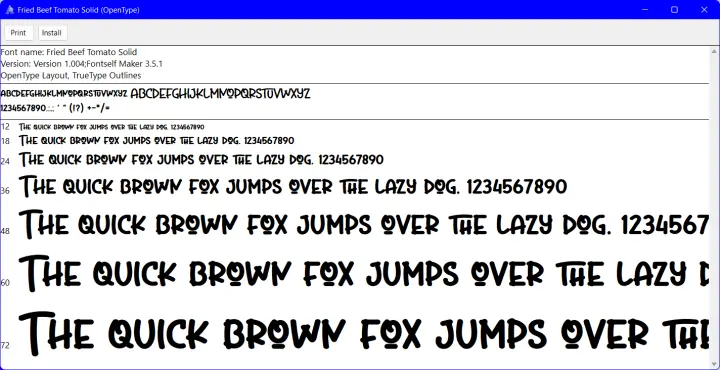 Fried Beef Tomato Solid (OpenType)
Print Install
Font name: Fried Beef Tomato Solid
Version: Version 1.004;Fontself Maker 3.5.1
OpenType Layout, TrueType Outlines
ABCDEFGHIJKLMNOPQRSTUVWXYZ ABCDEFGHIJKLMNOPQRSTUVWXYZ
1234567890.:,; ' " (!?) +-*/=
12 The quick brown fox jumps over the lazy dog. 1234567890
18 The quick brown fox jumps over the lazy dog. 1234567890
24 The quick brown fox jumps over the lazy dog. 1234567890
36 The quick brown fox jumps over the lazy dog. 1234567890
48 The quick brown fox jumps over the lazy dog. 1234567
60 The quick brown fox jumps over the lazy d
72 The quick brown fox jumps over the